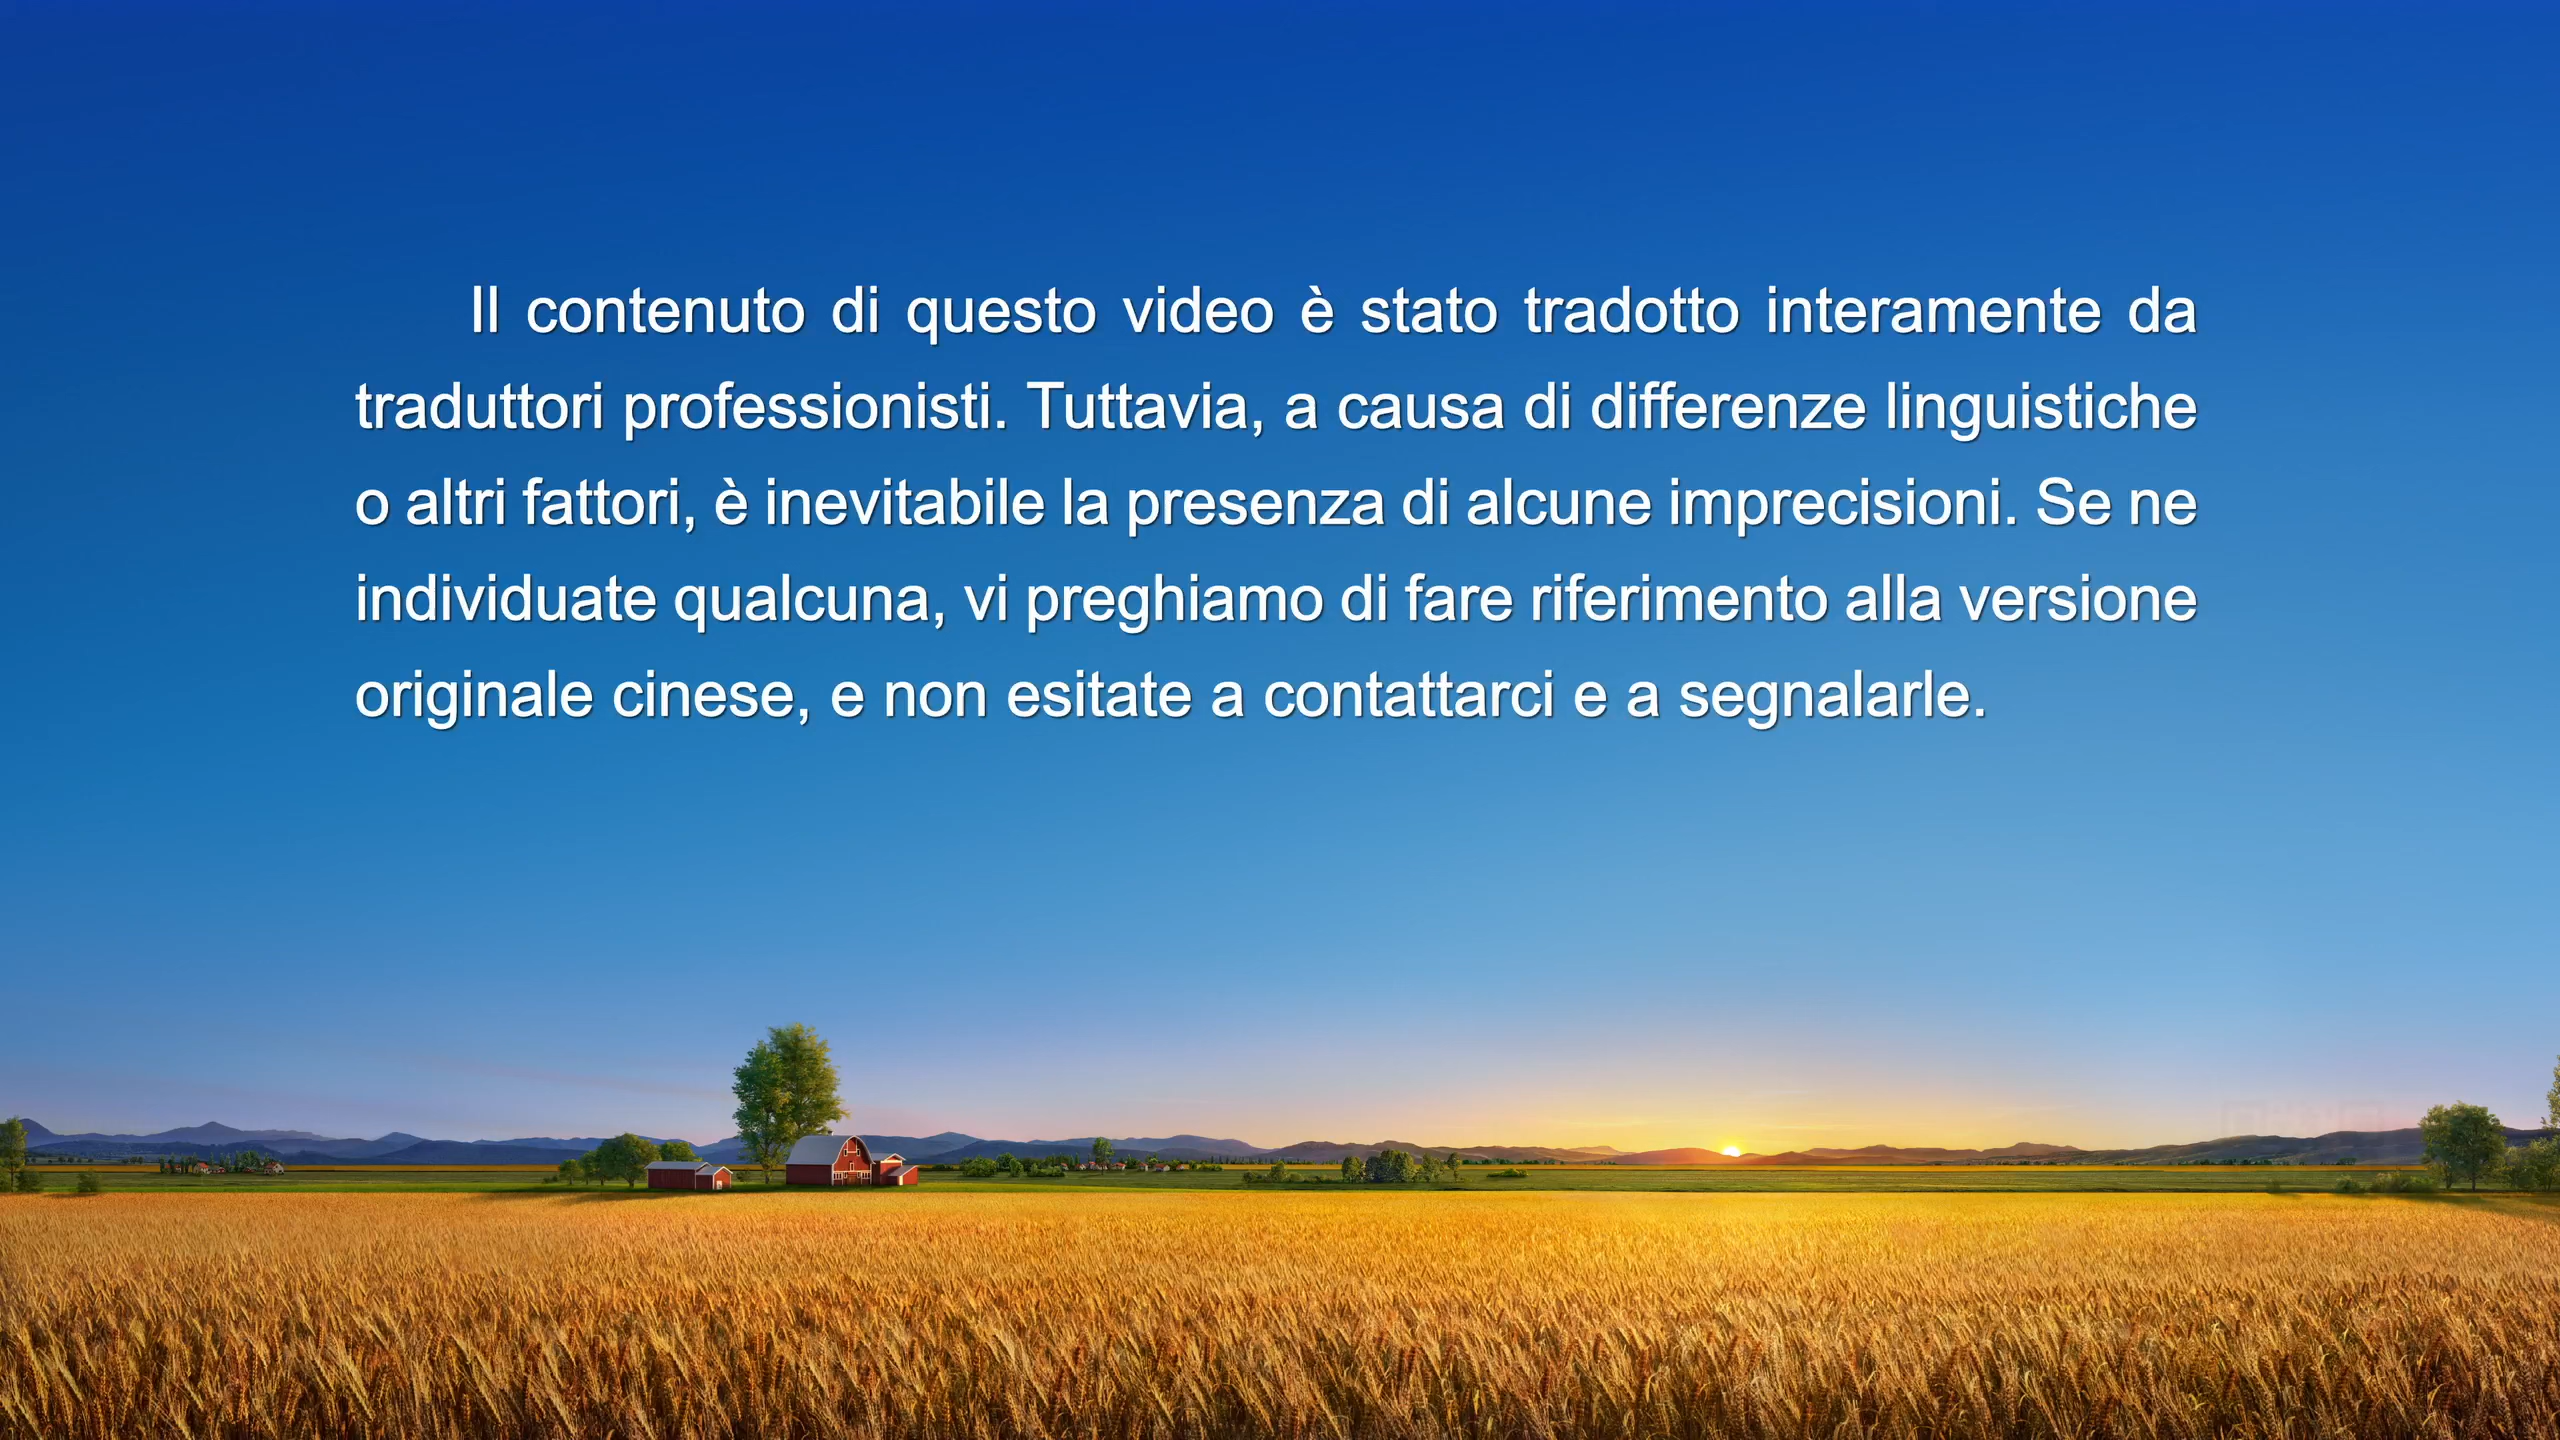 Il contenuto di questo video è stato tradotto interamente da
traduttori professionisti. Tuttavia, a causa di differenze linguistiche
o altri fattori, è inevitabile la presenza di alcune imprecisioni. Se ne
individuate qualcuna, vi preghiamo di fare riferimento alla versione
originale cinese, e non esitate a contattarci e a segnalarle.